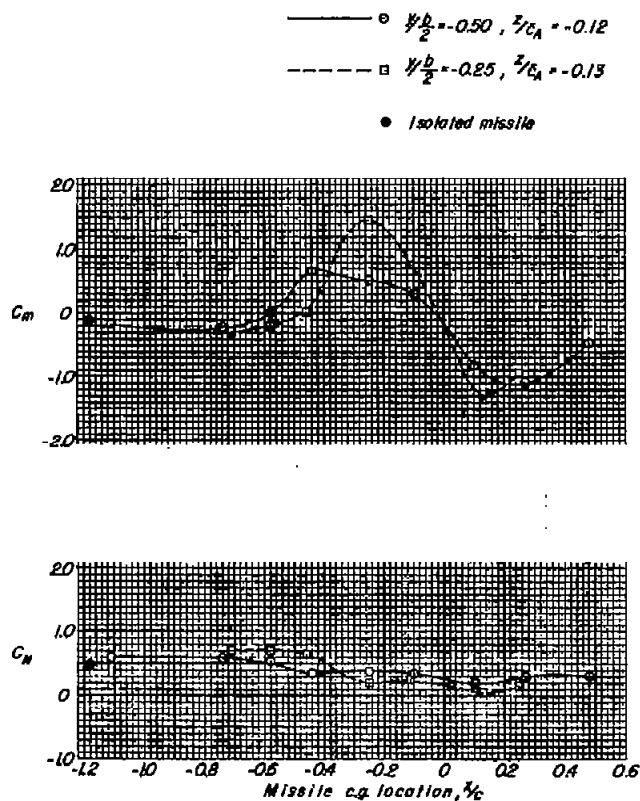 y/b/2 = -0.50 , z/c̄A = -0.12
y/b/2 = -0.25 , z/c̄A = -0.13
Isolated missile
2.0
1.0
Cm
0
-1.0
-2.0
2.0
1.0
CN
0
-1.0
-1.2 -1.0 -0.8 -0.6 -0.4 -0.2 0 0.2 0.4 0.6
Missile c.g. location, x/c